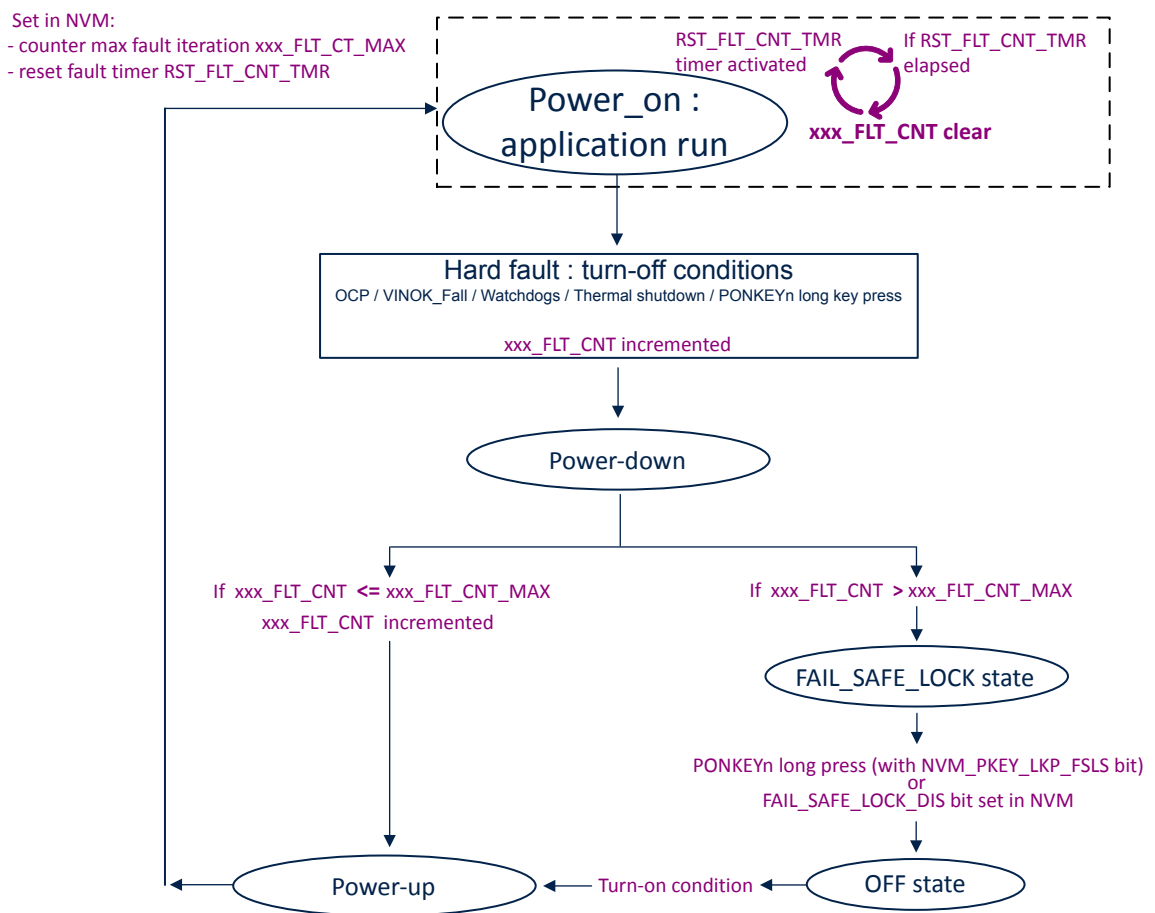 Set in NVM:
- counter max fault iteration xxx_FLT_CT_MAX
- reset fault timer RST_FLT_CNT_TMR
RST_FLT_CNT_TMR
timer activated
If RST_FLT_CNT_TMR
elapsed
xxx_FLT_CNT clear
Power_on :
application run
Hard fault : turn-off conditions
OCP / VINOK_Fall / Watchdogs / Thermal shutdown / PONKEYn long key press
xxx_FLT_CNT incremented
Power-down
If xxx_FLT_CNT <= xxx_FLT_CNT_MAX
xxx_FLT_CNT incremented
If xxx_FLT_CNT > xxx_FLT_CNT_MAX
FAIL_SAFE_LOCK state
PONKEYn long press (with NVM_PKEY_LKP_FSLS bit)
or
FAIL_SAFE_LOCK_DIS bit set in NVM
Power-up
Turn-on condition
OFF state